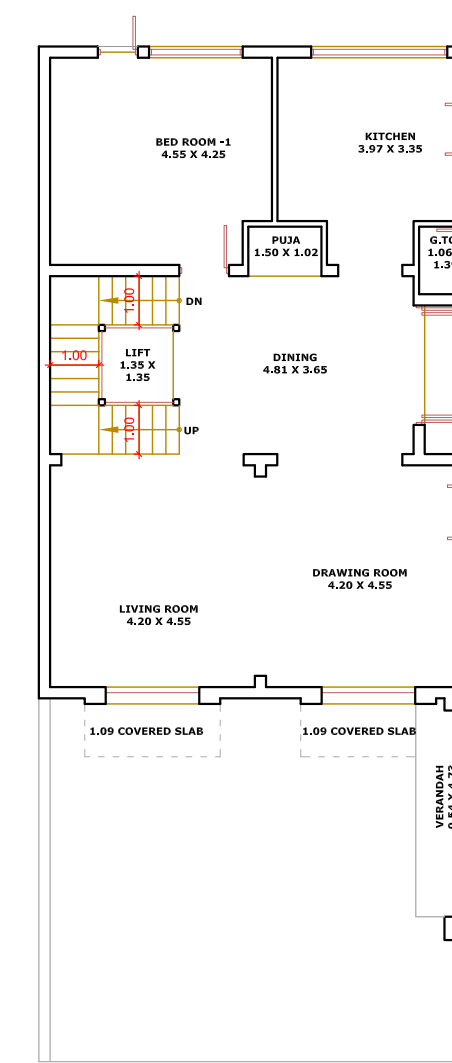 BED ROOM -1
4.55 X 4.25
KITCHEN
3.97 X 3.35
PUJA
1.50 X 1.02
1.06
DN
1.00
1.00
LIFT
1.35 X
1.35
DINING
4.81 X 3.65
1.00
UP
DRAWING ROOM
4.20 X 4.55
LIVING ROOM
4.20 X 4.55
1.09 COVERED SLAB
1.09 COVERED SLAB
VERANDAH